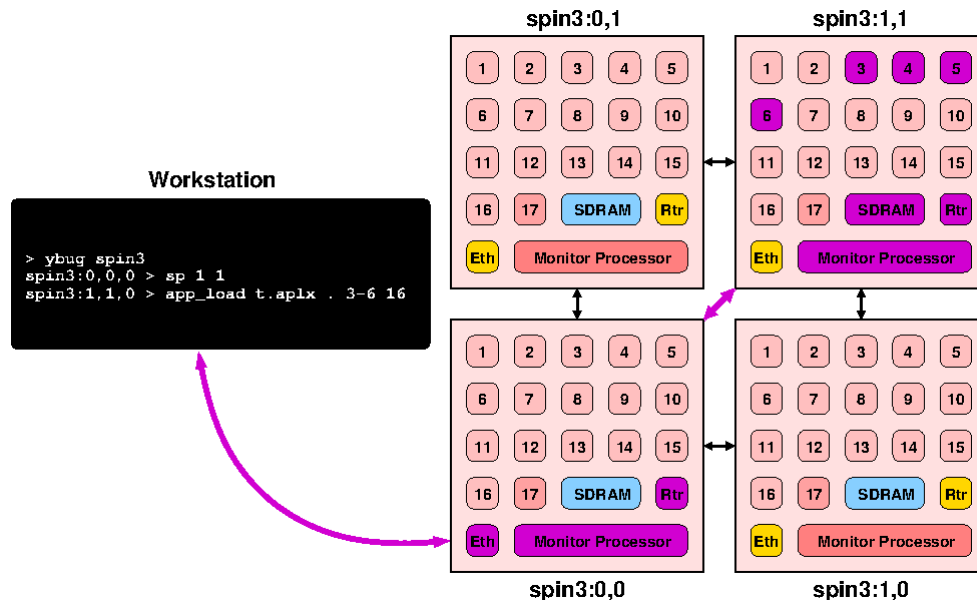 spin3:0,1
spin3:1,1
1 2 3 4 5
6 7 8 9 10
11 12 13 14 15
16 17 SDRAM Rtr
Eth Monitor Processor
1 2 3 4 5
6 7 8 9 10
11 12 13 14 15
16 17 SDRAM Rtr
Eth Monitor Processor
Workstation
> ybug spin3
spin3:0,0,0 > sp 1 1
spin3:1,1,0 > app_load t.aplx . 3-6 16
1 2 3 4 5
6 7 8 9 10
11 12 13 14 15
16 17 SDRAM Rtr
Eth Monitor Processor
spin3:0,0
1 2 3 4 5
6 7 8 9 10
11 12 13 14 15
16 17 SDRAM Rtr
Eth Monitor Processor
spin3:1,0